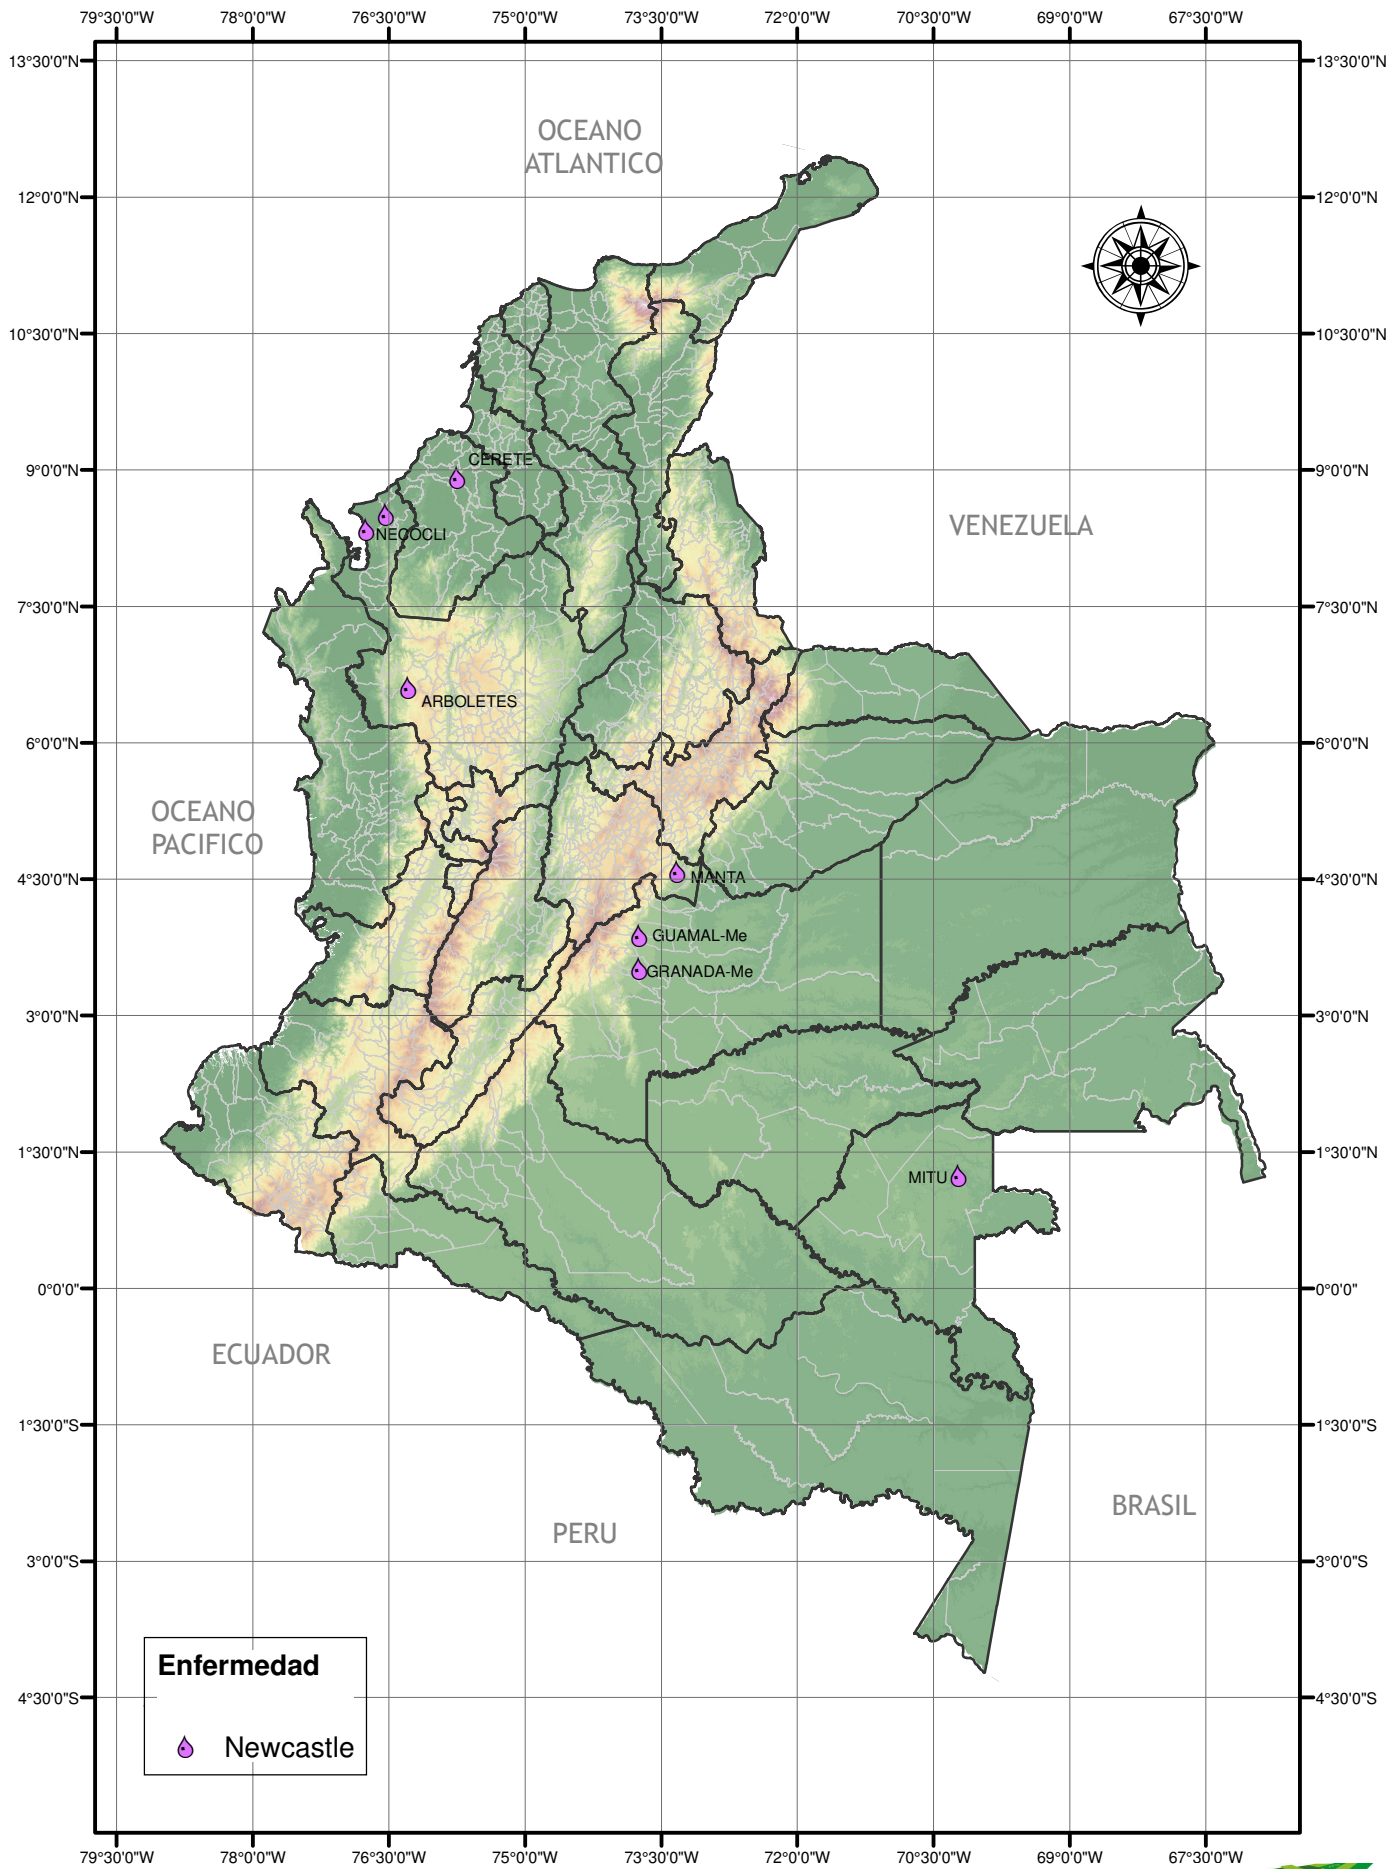 79°30'0"W 78°0'0"W 76°30'0"W 75°0'0"W 73°30'0"W 72°0'0"W 70°30'0"W 69°0'0"W 67°30'0"W
13°30'0"N 13°30'0"N
OCEANO
ATLANTICO
12°0'0"N 12°0'0"N
10°30'0"N 10°30'0"N
CERETE
9°0'0"N 9°0'0"N
VENEZUELA
NECOCLI
7°30'0"N 7°30'0"N
ARBOLETES
6°0'0"N 6°0'0"N
OCEANO
PACIFICO
MANTA
4°30'0"N 4°30'0"N
GUAMAL-Me
GRANADA-Me
3°0'0"N 3°0'0"N
1°30'0"N 1°30'0"N
MITU
0°0'0" 0°0'0"
ECUADOR
1°30'0"S 1°30'0"S
BRASIL
PERU
3°0'0"S 3°0'0"S
Enfermedad
4°30'0"S 4°30'0"S
Newcastle
79°30'0"W 78°0'0"W 76°30'0"W 75°0'0"W 73°30'0"W 72°0'0"W 70°30'0"W 69°0'0"W 67°30'0"W